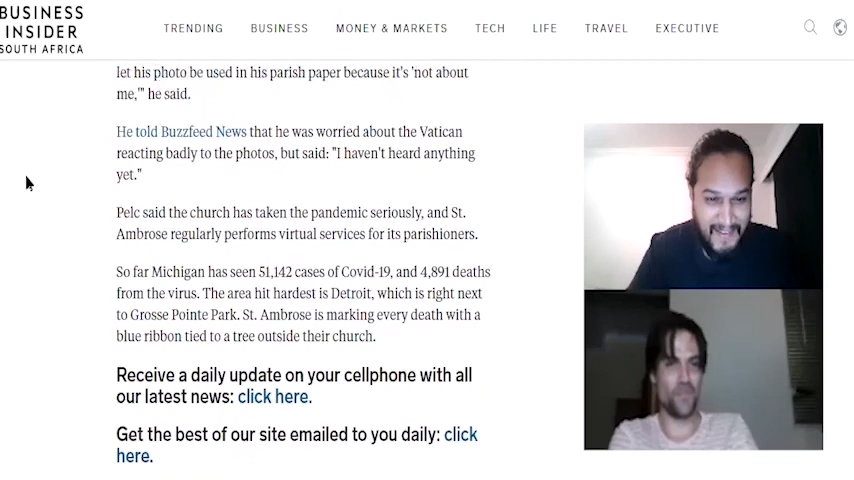 BUSINESS
INSIDER
SOUTH AFRICA
TRENDING BUSINESS MONEY & MARKETS TECH LIFE TRAVEL EXECUTIVE
let his photo be used in his parish paper because it's 'not about
me,'" he said.
He told Buzzfeed News that he was worried about the Vatican
reacting badly to the photos, but said: "I haven't heard anything
yet."
Pelc said the church has taken the pandemic seriously, and St.
Ambrose regularly performs virtual services for its parishioners.
So far Michigan has seen 51,142 cases of Covid-19, and 4,891 deaths
from the virus. The area hit hardest is Detroit, which is right next
to Grosse Pointe Park. St. Ambrose is marking every death with a
blue ribbon tied to a tree outside their church.
Receive a daily update on your cellphone with all
our latest news: click here.
Get the best of our site emailed to you daily: click
here.